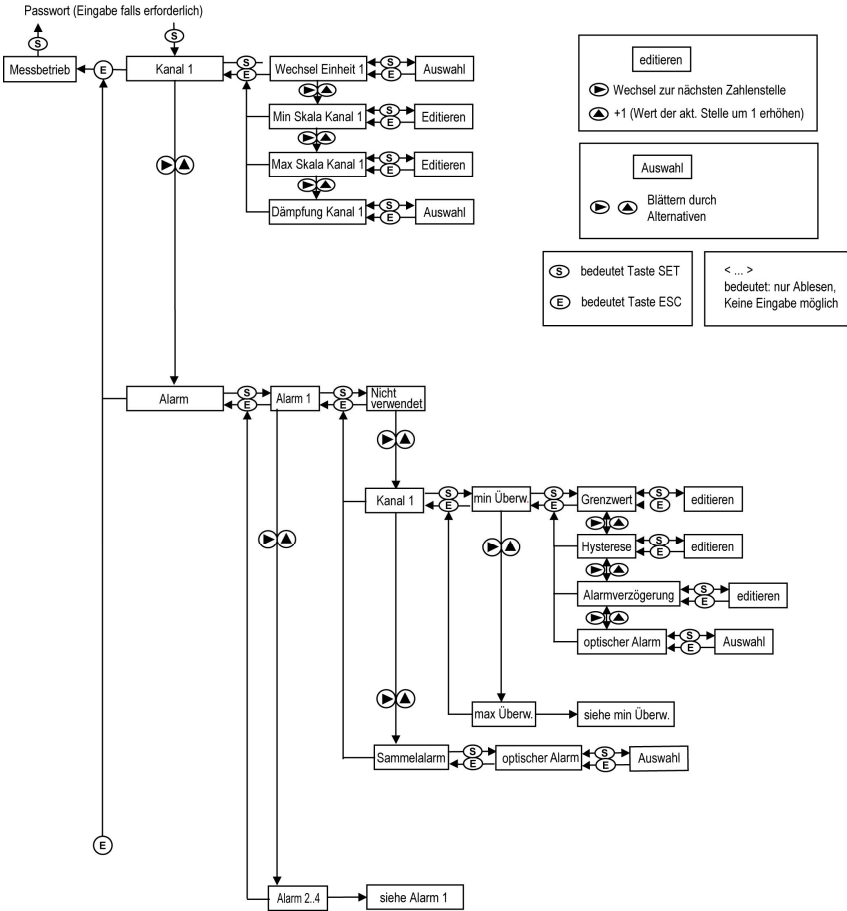 Passwort (Eingabe falls erforderlich)
S
S
Messbetrieb
E
Kanal 1
S
E
Wechsel Einheit 1
S
E
Auswahl
Min Skala Kanal 1
S
E
Editieren
Max Skala Kanal 1
S
E
Editieren
Dämpfung Kanal 1
S
E
Auswahl
editieren
Wechsel zur nächsten Zahlenstelle
+1 (Wert der akt. Stelle um 1 erhöhen)
Auswahl
Blättern durch
Alternativen
S bedeutet Taste SET
E bedeutet Taste ESC
< ... >
bedeutet: nur Ablesen,
Keine Eingabe möglich
Alarm
S
E
Alarm 1
S
E
Nicht
verwendet
Kanal 1
S
E
min Überw.
S
E
Grenzwert
S
E
editieren
Hysterese
S
E
editieren
Alarmverzögerung
S
E
editieren
optischer Alarm
S
E
Auswahl
max Überw.
siehe min Überw.
Sammelalarm
S
E
optischer Alarm
S
E
Auswahl
E
Alarm 2..4
siehe Alarm 1